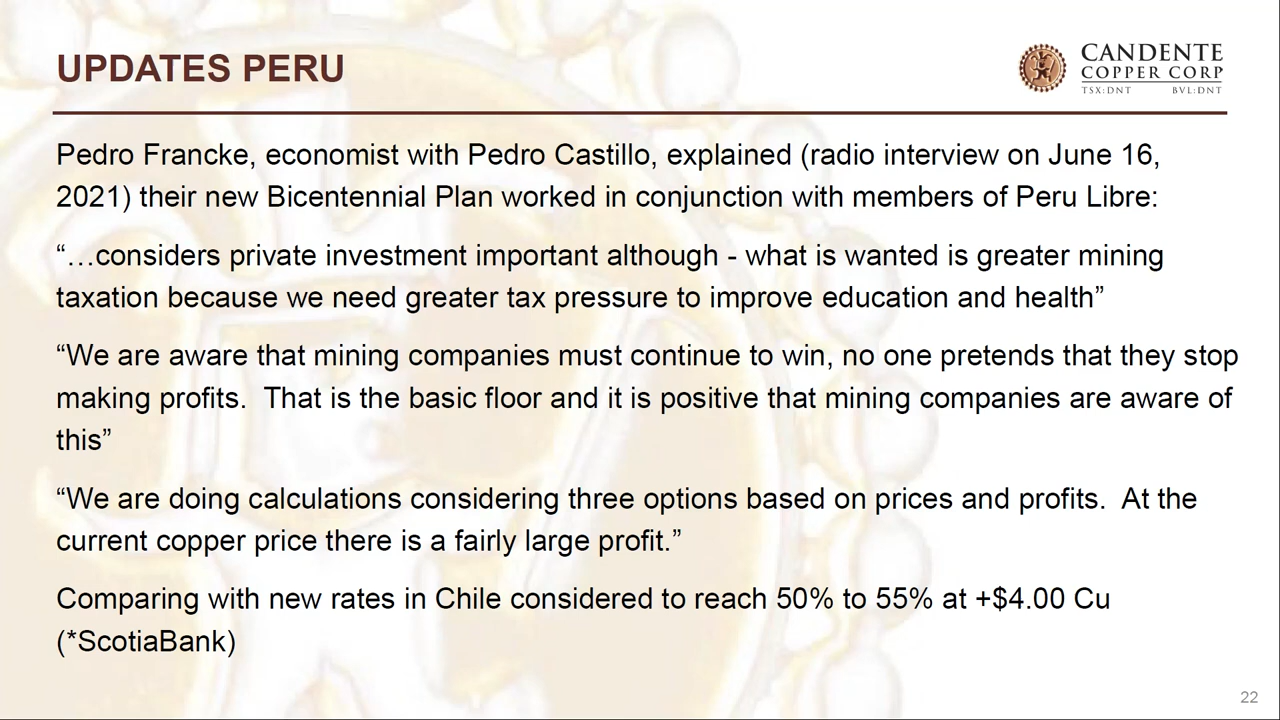 UPDATES PERU
CANDENTE
COPPER CORP
TSX:DNT BVL:DNT
Pedro Francke, economist with Pedro Castillo, explained (radio interview on June 16,
2021) their new Bicentennial Plan worked in conjunction with members of Peru Libre:
“…considers private investment important although - what is wanted is greater mining
taxation because we need greater tax pressure to improve education and health”
“We are aware that mining companies must continue to win, no one pretends that they stop
making profits.  That is the basic floor and it is positive that mining companies are aware of
this”
“We are doing calculations considering three options based on prices and profits.  At the
current copper price there is a fairly large profit.”
Comparing with new rates in Chile considered to reach 50% to 55% at +$4.00 Cu
(*ScotiaBank)
22